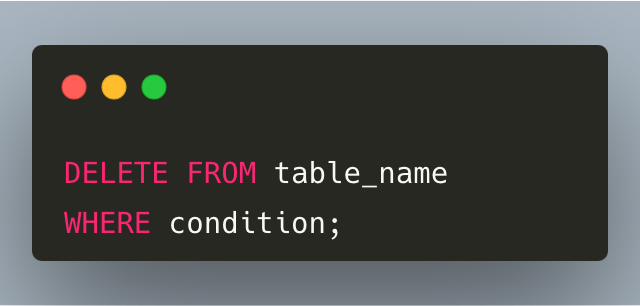 DELETE FROM table_name
WHERE condition;